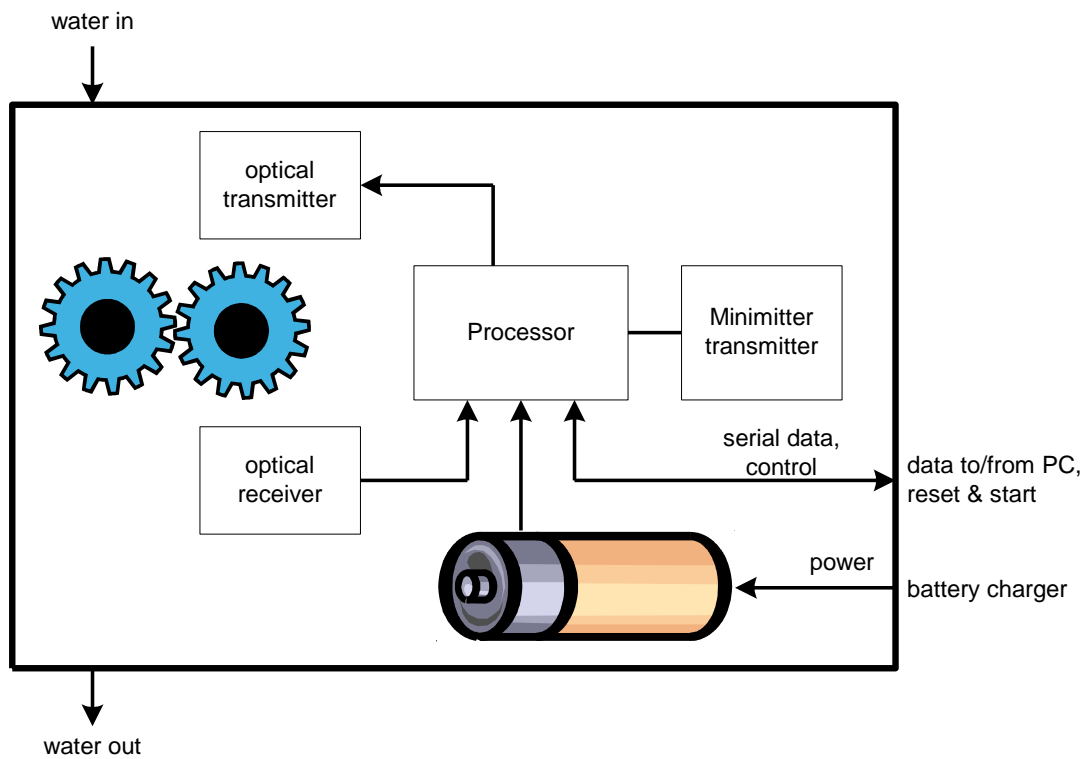 water in
optical
transmitter
Processor
Minimitter
transmitter
optical
receiver
serial data,
control
data to/from PC,
reset & start
power
battery charger
water out